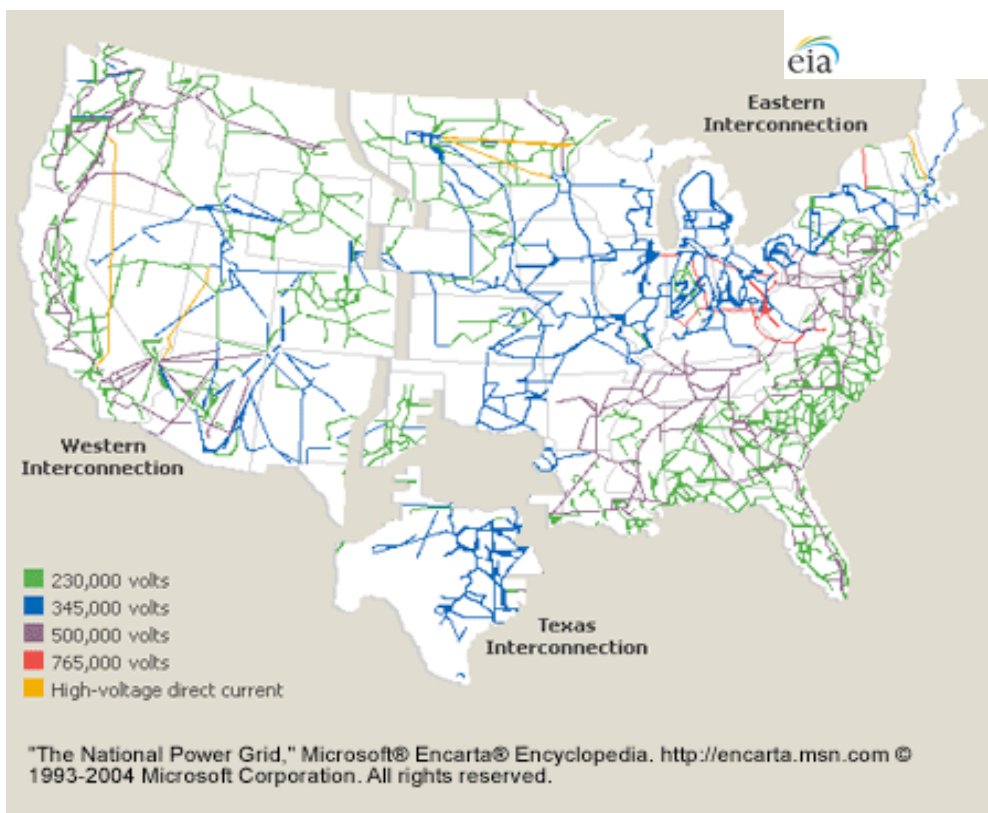 eia
Eastern
Interconnection
Western
Interconnection
Texas
Interconnection
230,000 volts
345,000 volts
500,000 volts
765,000 volts
High-voltage direct current
"The National Power Grid," Microsoft® Encarta® Encyclopedia. http://encarta.msn.com ©
1993-2004 Microsoft Corporation. All rights reserved.